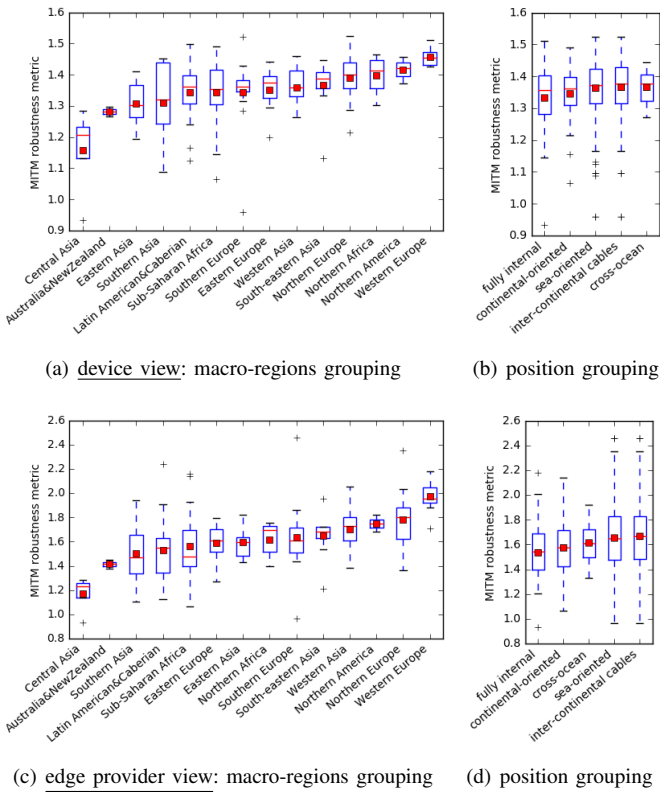 MITM robustness metric
1.6
1.5
1.4
1.3
1.2
1.1
1.0
0.9
Central Asia
Australia&NewZealand
Eastern Asia
Southern Asia
Latin American&Caberian
Sub-Saharan Africa
Southern Europe
Eastern Europe
Western Asia
South-eastern Asia
Northern Europe
Northern Africa
Northern America
Western Europe
(a) device view: macro-regions grouping
MITM robustness metric
1.6
1.5
1.4
1.3
1.2
1.1
1.0
0.9
fully internal
continental-oriented
sea-oriented
inter-continental cables
cross-ocean
(b) position grouping
MITM robustness metric
2.6
2.4
2.2
2.0
1.8
1.6
1.4
1.2
1.0
0.8
Central Asia
Australia&NewZealand
Southern Asia
Latin American&Caberian
Sub-Saharan Africa
Eastern Europe
Eastern Asia
Northern Africa
Southern Europe
South-eastern Asia
Western Asia
Northern America
Northern Europe
Western Europe
(c) edge provider view: macro-regions grouping
MITM robustness metric
2.6
2.4
2.2
2.0
1.8
1.6
1.4
1.2
1.0
0.8
fully internal
continental-oriented
cross-ocean
sea-oriented
inter-continental cables
(d) position grouping